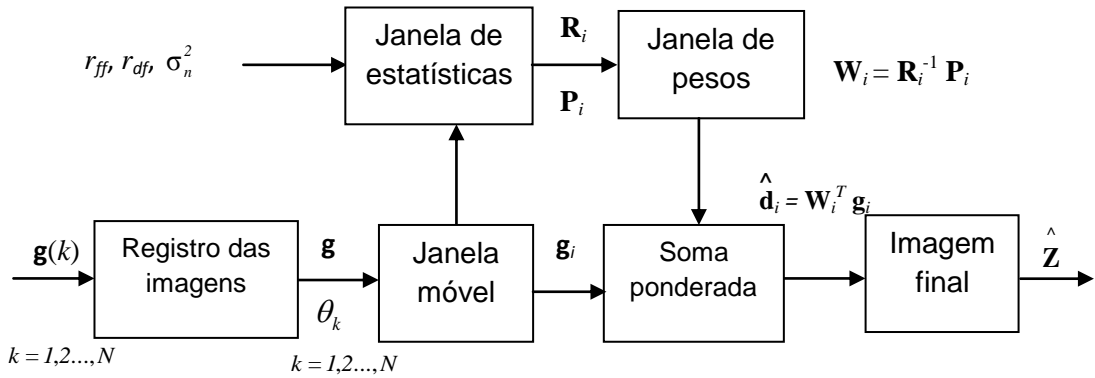 r_ff, r_df, σ_n^2
Janela de
estatísticas
R_i
P_i
Janela de
pesos
W_i = R_i^-1 P_i
g(k)
k = 1,2...,N
Registro das
imagens
g
θ_k
k = 1,2...,N
Janela
móvel
g_i
Soma
ponderada
d̂_i = W_i^T g_i
Imagem
final
Ẑ